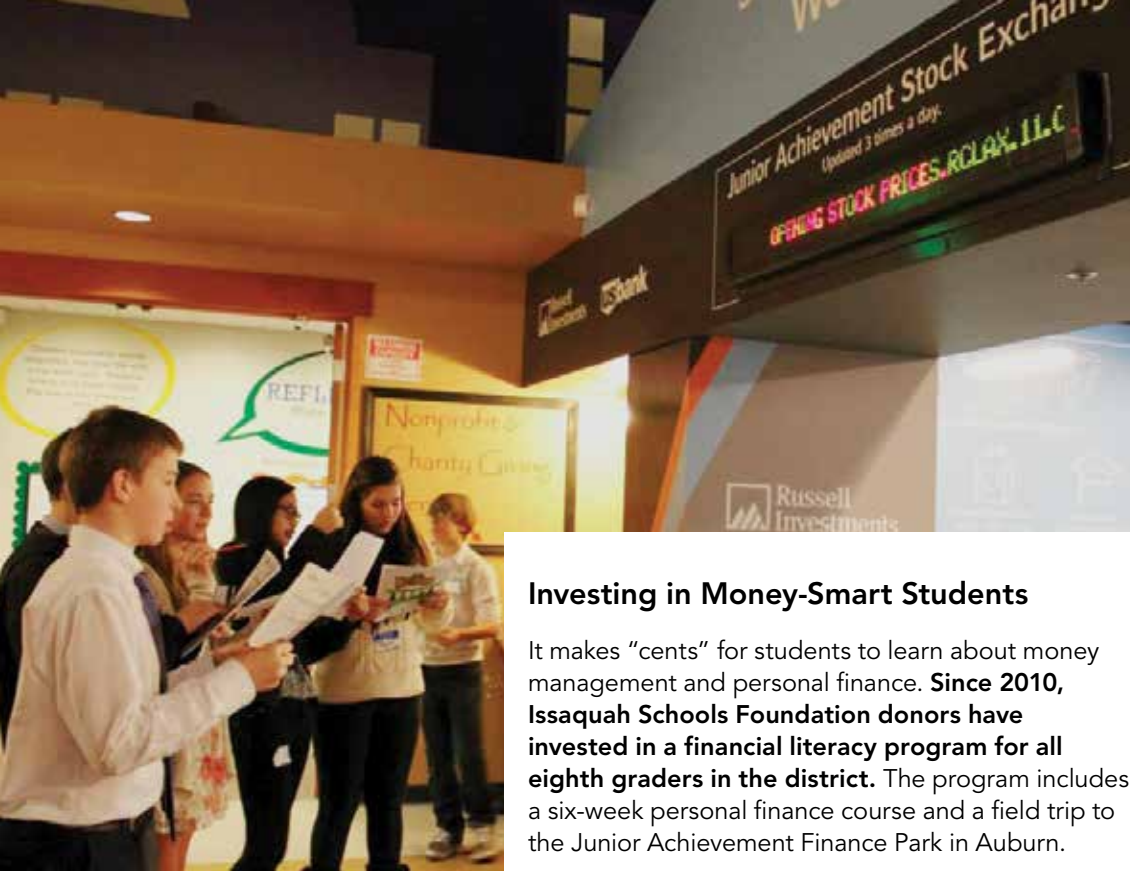 Junior Achievement Stock Exchang
Updated 3 times a day.
OPENING STOCK PRICES.RCLAX.11.C
Russell
Investments
usbank
REFL
Nonprofit &
Charity Giving
Russell
Investments
Investing in Money-Smart Students
It makes “cents” for students to learn about money
management and personal finance. Since 2010,
Issaquah Schools Foundation donors have
invested in a financial literacy program for all
eighth graders in the district. The program includes
a six-week personal finance course and a field trip to
the Junior Achievement Finance Park in Auburn.